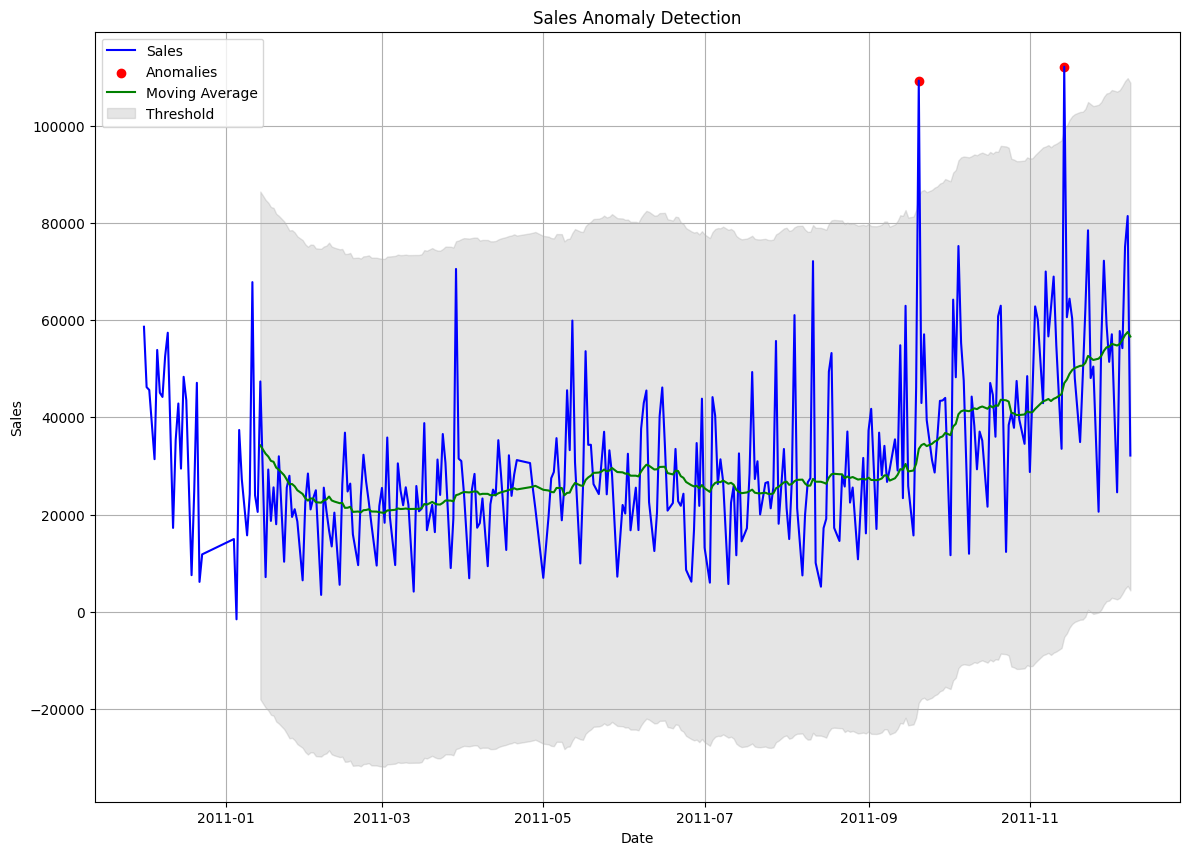 Sales Anomaly Detection
Sales
Anomalies
Moving Average
Threshold
Sales
100000
80000
60000
40000
20000
0
−20000
2011-01
2011-03
2011-05
2011-07
2011-09
2011-11
Date